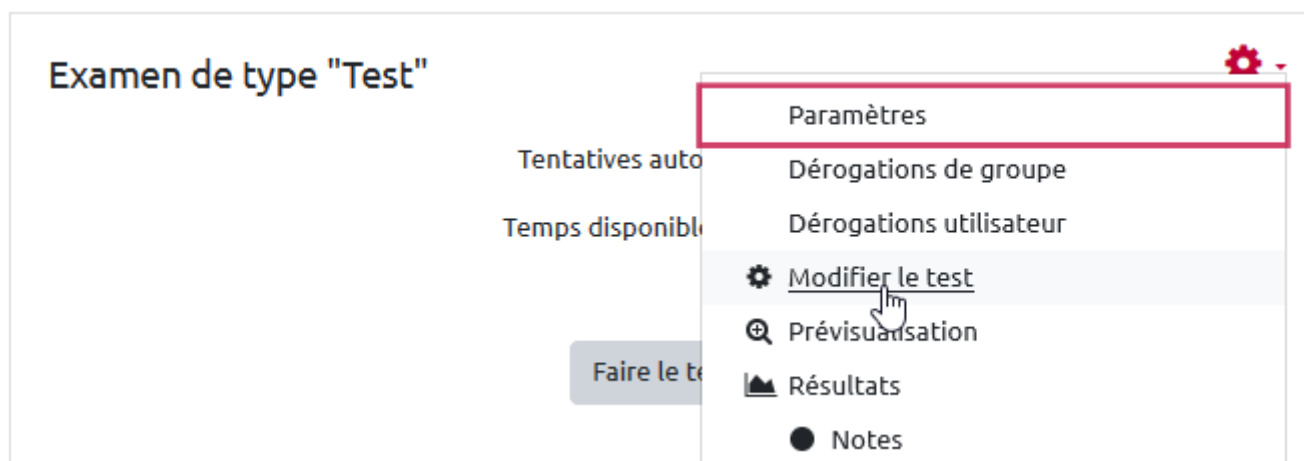 Examen de type "Test"
Paramètres
Tentatives auto
Dérogations de groupe
Temps disponibl
Dérogations utilisateur
Modifier le test
Prévisualisation
Faire le te
Résultats
Notes